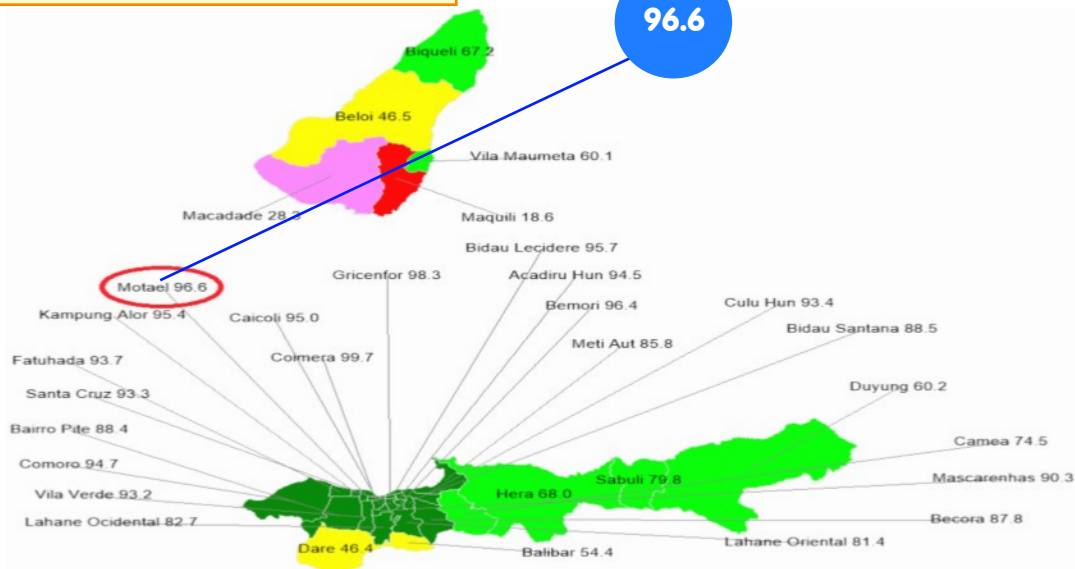 96.6
Biqueli 67.2
Beloi 46.5
Vila Maumeta 60.1
Macadade 28.3
Maquili 18.6
Bidau Lecidere 95.7
Motael 96.6
Gricenfor 98.3
Acadiru Hun 94.5
Kampung Alor 95.4
Caicoli 95.0
Bemori 96.4
Culu Hun 93.4
Bidau Santana 88.5
Fatuhada 93.7
Coimera 99.7
Meti Aut 85.8
Santa Cruz 93.3
Duyung 60.2
Bairro Pite 88.4
Camea 74.5
Comoro 94.7
Sabuli 79.8
Mascarenhas 90.3
Vila Verde 93.2
Hera 68.0
Lahane Ocidental 82.7
Becora 87.8
Dare 46.4
Balibar 54.4
Lahane Oriental 81.4